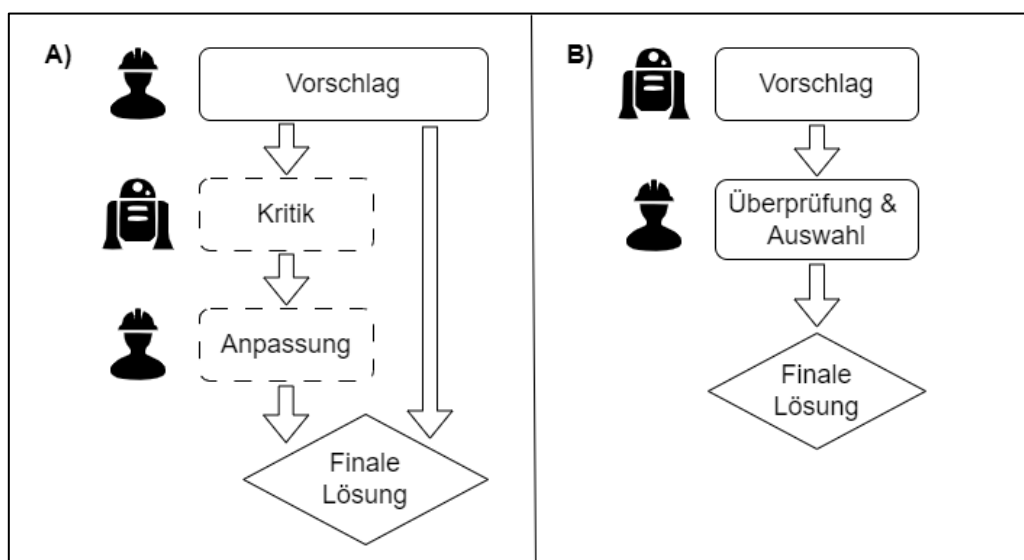 A)
Vorschlag
Kritik
Anpassung
Finale
Lösung
B)
Vorschlag
Überprüfung &
Auswahl
Finale
Lösung